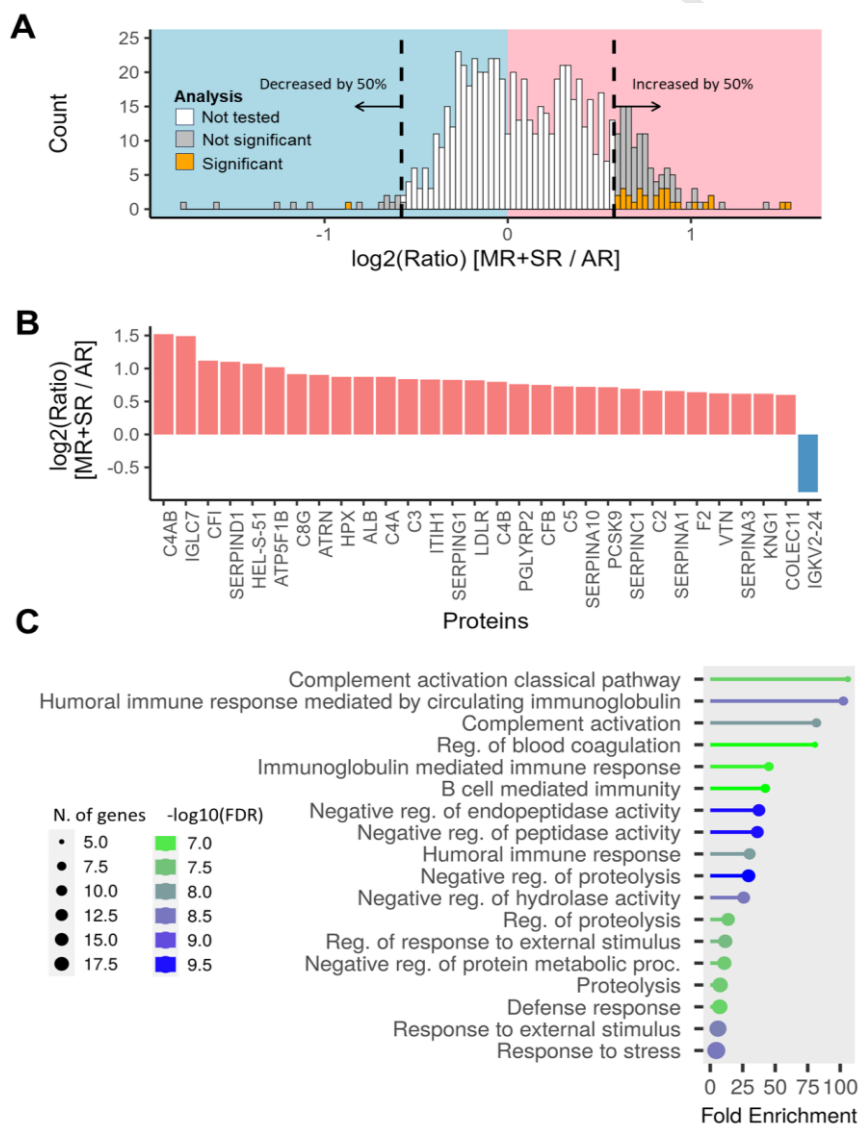 A
25
20
15
10
5
0
Count
Decreased by 50%
Increased by 50%
Analysis
Not tested
Not significant
Significant
-1
0
1
log2(Ratio) [MR+SR / AR]
B
1.5
1.0
0.5
0.0
-0.5
log2(Ratio)
[MR+SR / AR]
C4AB
IGLC7
CFI
SERPIND1
HEL-S-51
ATP5F1B
C8G
ATRN
HPX
ALB
C4A
C3
ITIH1
SERPING1
LDLR
C4B
PGLYRP2
CFB
C5
SERPINA10
PCSK9
SERPINC1
C2
SERPINA1
F2
VTN
SERPINA3
KNG1
COLEC11
IGKV2-24
Proteins
C
Complement activation classical pathway
Humoral immune response mediated by circulating immunoglobulin
Complement activation
Reg. of blood coagulation
Immunoglobulin mediated immune response
B cell mediated immunity
Negative reg. of endopeptidase activity
Negative reg. of peptidase activity
Humoral immune response
Negative reg. of proteolysis
Negative reg. of hydrolase activity
Reg. of proteolysis
Reg. of response to external stimulus
Negative reg. of protein metabolic proc.
Proteolysis
Defense response
Response to external stimulus
Response to stress
N. of genes
5.0
7.5
10.0
12.5
15.0
17.5
-log10(FDR)
7.0
7.5
8.0
8.5
9.0
9.5
0 25 50 75 100
Fold Enrichment